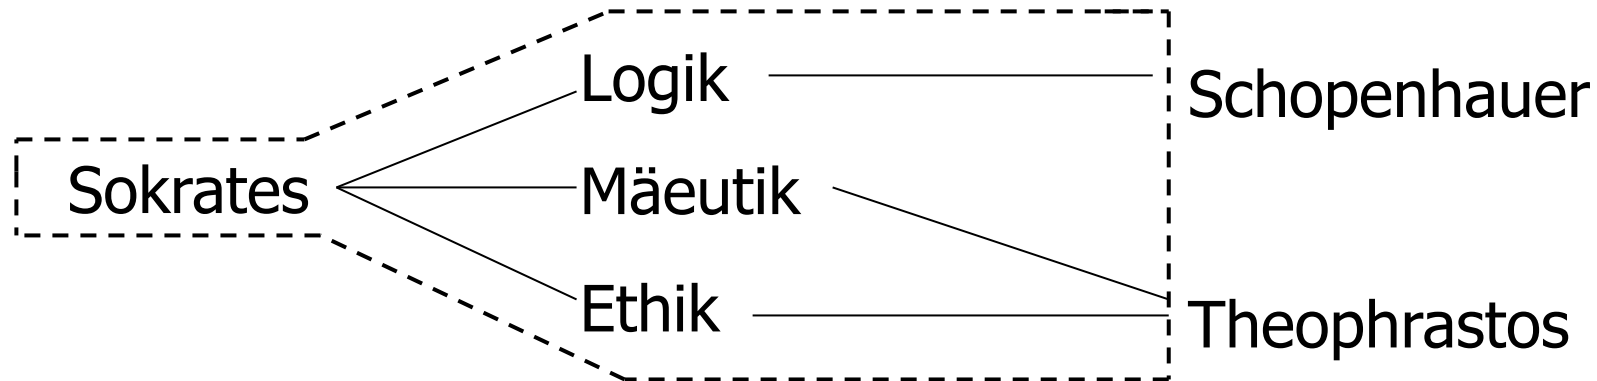 Logik
Schopenhauer
Sokrates
Mäeutik
Ethik
Theophrastos